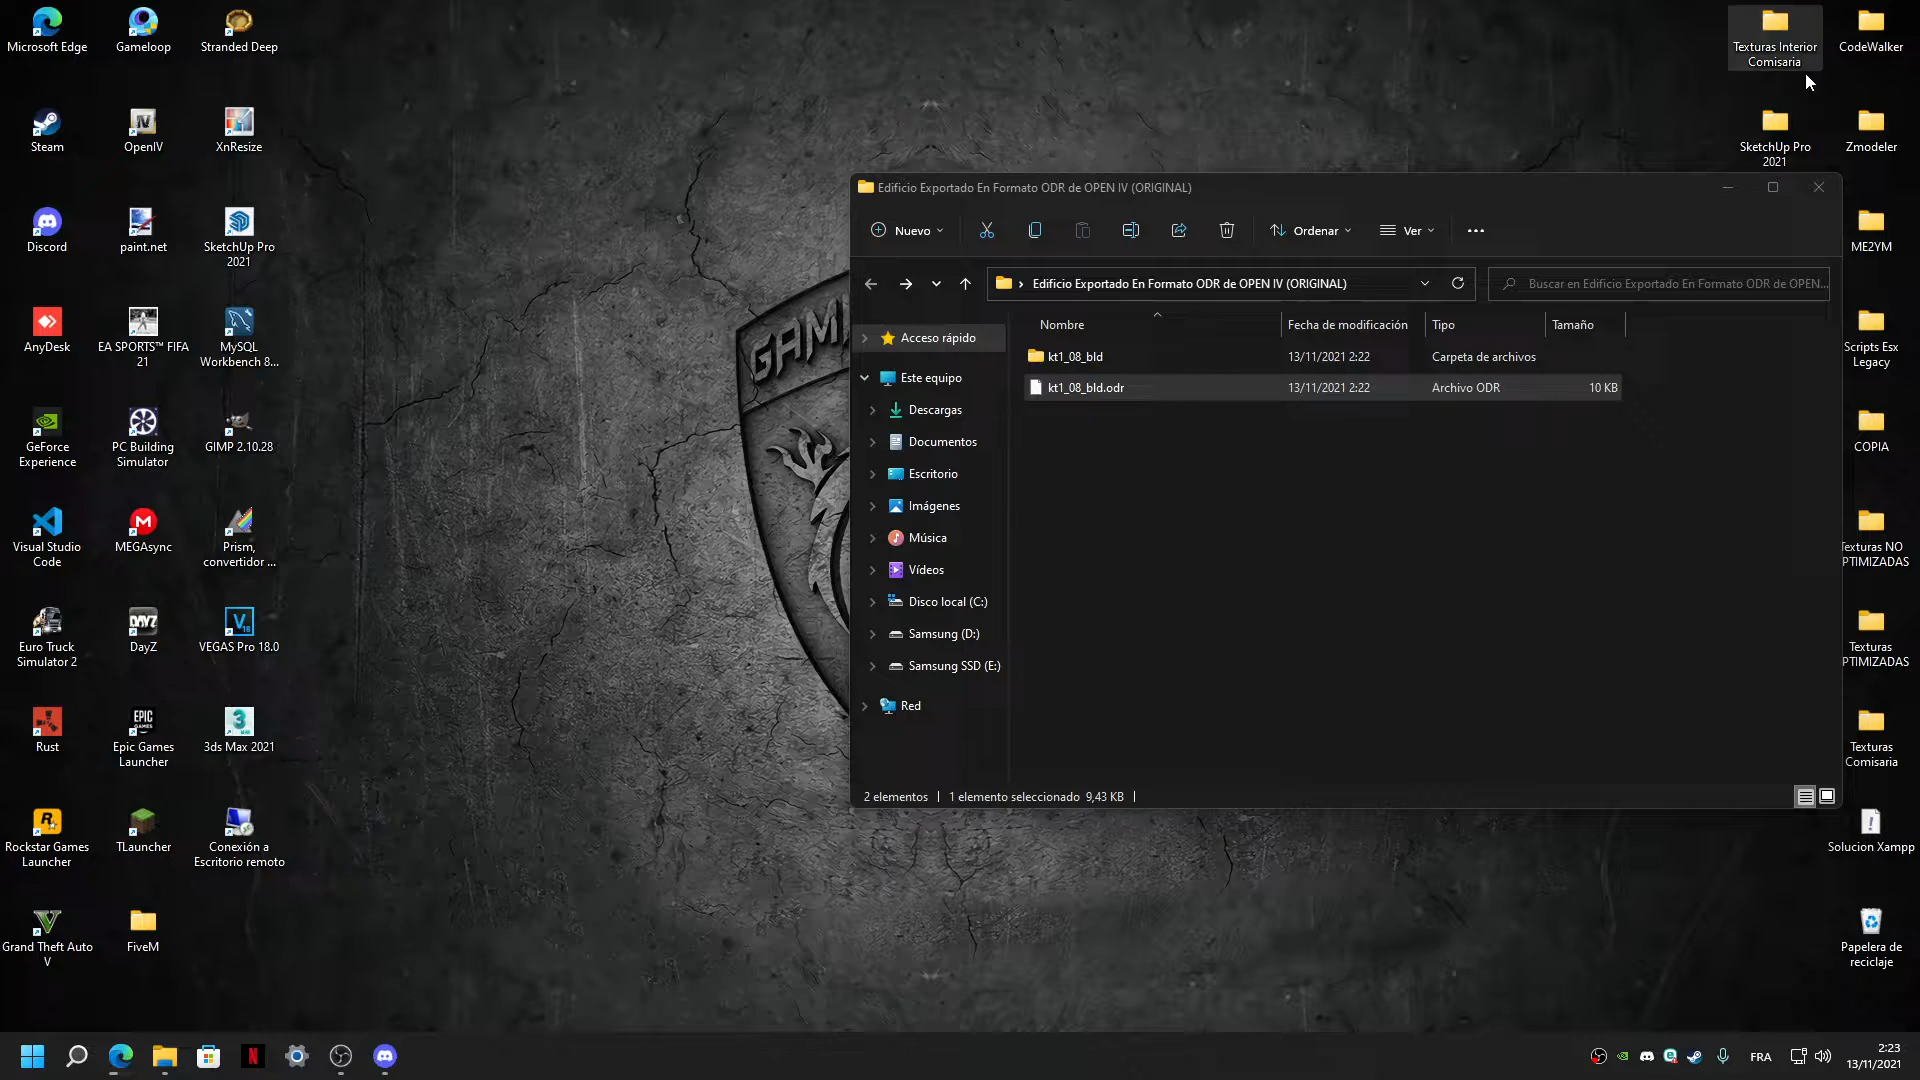 Microsoft Edge
Gameloop
Stranded Deep
Steam
OpenIV
XnResize
Discord
paint.net
SketchUp Pro
2021
AnyDesk
EA SPORTS™ FIFA
21
MySQL
Workbench 8...
GeForce
Experience
PC Building
Simulator
GIMP 2.10.28
Visual Studio
Code
MEGAsync
Prism,
convertidor ...
Euro Truck
Simulator 2
DayZ
VEGAS Pro 18.0
Rust
Epic Games
Launcher
3ds Max 2021
Rockstar Games
Launcher
TLauncher
Conexión a
Escritorio remoto
Grand Theft Auto
V
FiveM
Texturas Interior
Comisaria
CodeWalker
SketchUp Pro
2021
Zmodeler
ME2YM
Scripts Esx
Legacy
COPIA
Texturas NO
PTIMIZADAS
Texturas
PTIMIZADAS
Texturas
Comisaria
Solucion Xampp
Papelera de
reciclaje
GAM
Edificio Exportado En Formato ODR de OPEN IV (ORIGINAL)
Nuevo
Ordenar
Ver
Edificio Exportado En Formato ODR de OPEN IV (ORIGINAL)
Buscar en Edificio Exportado En Formato ODR de OPEN...
Nombre Fecha de modificación Tipo Tamaño
kt1_08_bld 13/11/2021 2:22 Carpeta de archivos
kt1_08_bld.odr 13/11/2021 2:22 Archivo ODR 10 KB
Acceso rápido
Este equipo
Descargas
Documentos
Escritorio
Imágenes
Música
Vídeos
Disco local (C:)
Samsung (D:)
Samsung SSD (E:)
Red
2 elementos 1 elemento seleccionado 9,43 KB
FRA
2:23
13/11/2021